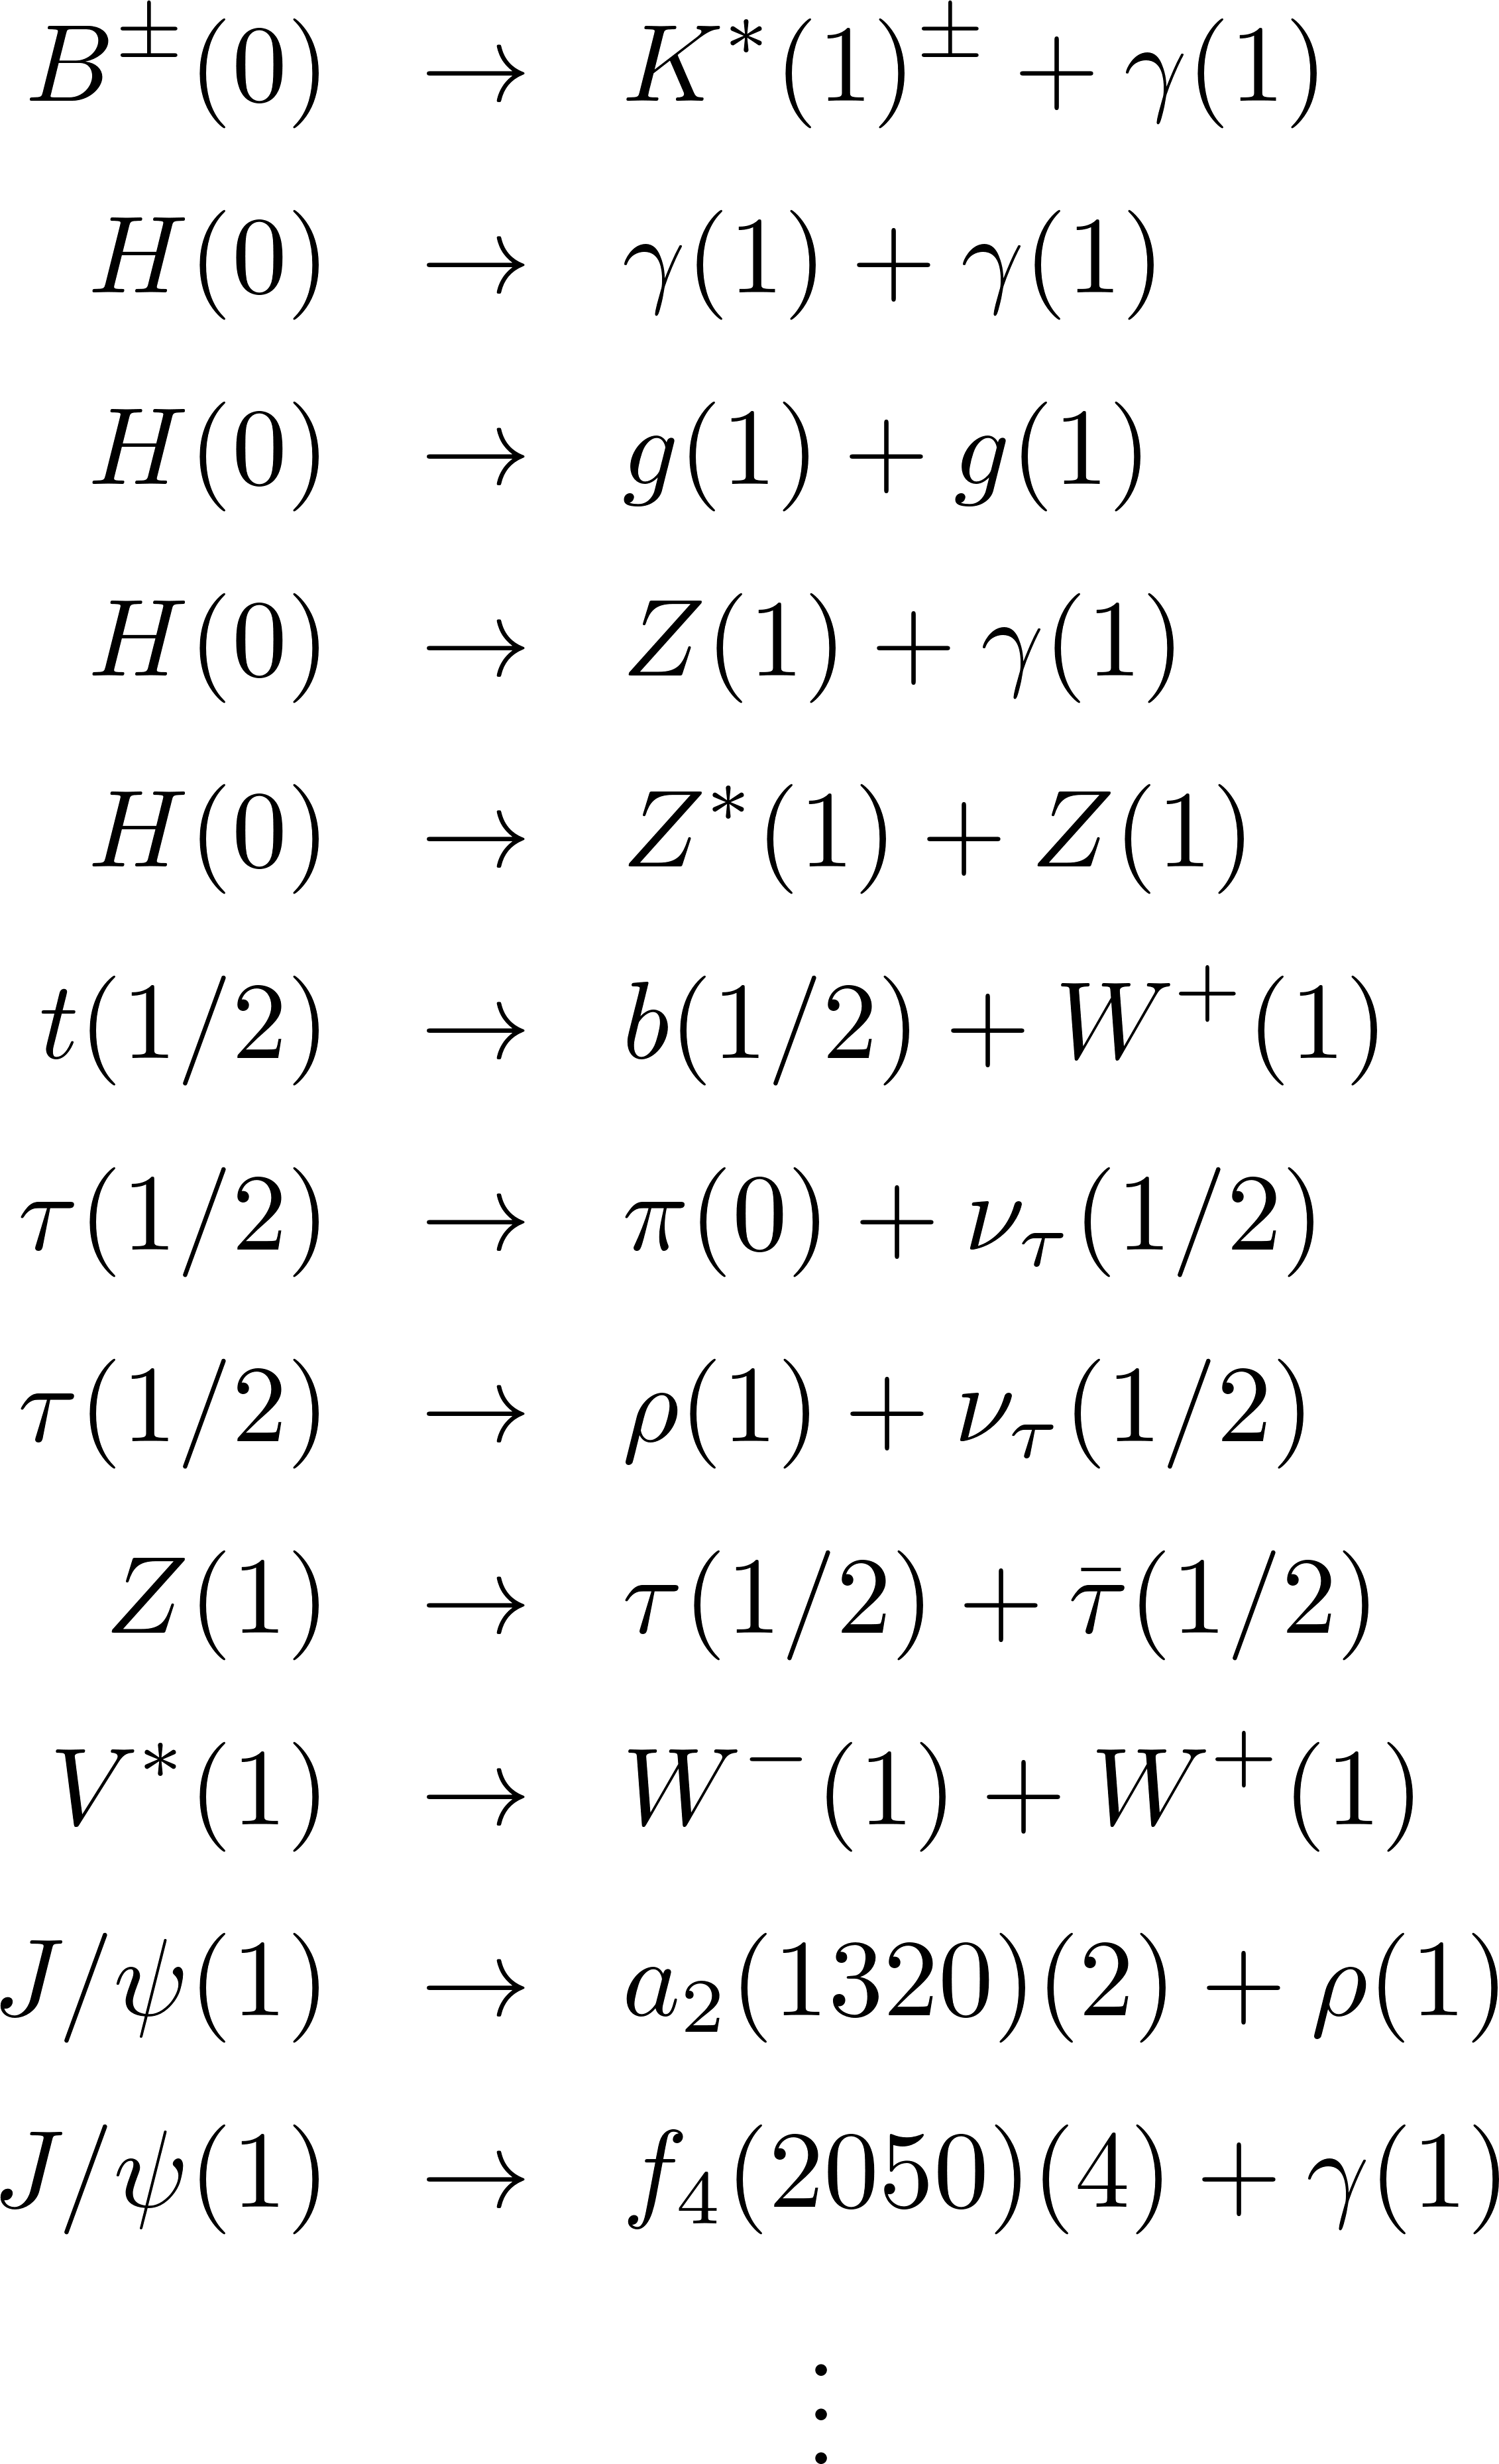 B^±(0) → K*(1)^± + γ(1)
H(0) → γ(1) + γ(1)
H(0) → g(1) + g(1)
H(0) → Z(1) + γ(1)
H(0) → Z*(1) + Z(1)
t(1/2) → b(1/2) + W⁺(1)
τ(1/2) → π(0) + ν_τ(1/2)
τ(1/2) → ρ(1) + ν_τ(1/2)
Z(1) → τ(1/2) + τ̄(1/2)
V*(1) → W⁻(1) + W⁺(1)
J/ψ(1) → a₂(1320)(2) + ρ(1)
J/ψ(1) → f₄(2050)(4) + γ(1)
⋮